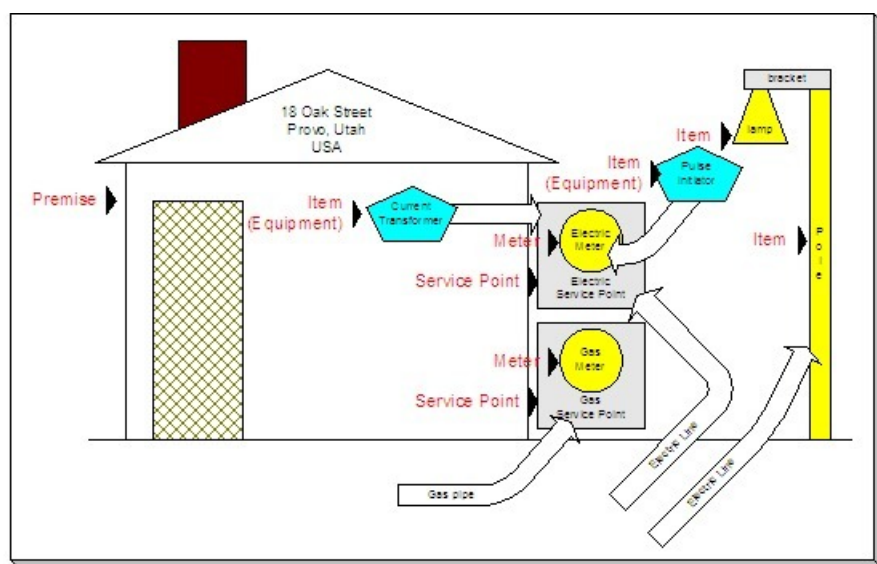 bracket
18 Oak Street
Provo, Utah
USA
lamp
Item
Pulse
Initiator
Item
(Equipment)
Premise
Item
(Equipment)
Current
Transformer
Meter
Electric
Meter
Item
Pole
Service Point
Electric
Service Point
Meter
Gas
Meter
Service Point
Gas
Service Point
Electric Line
Electric Line
Gas pipe